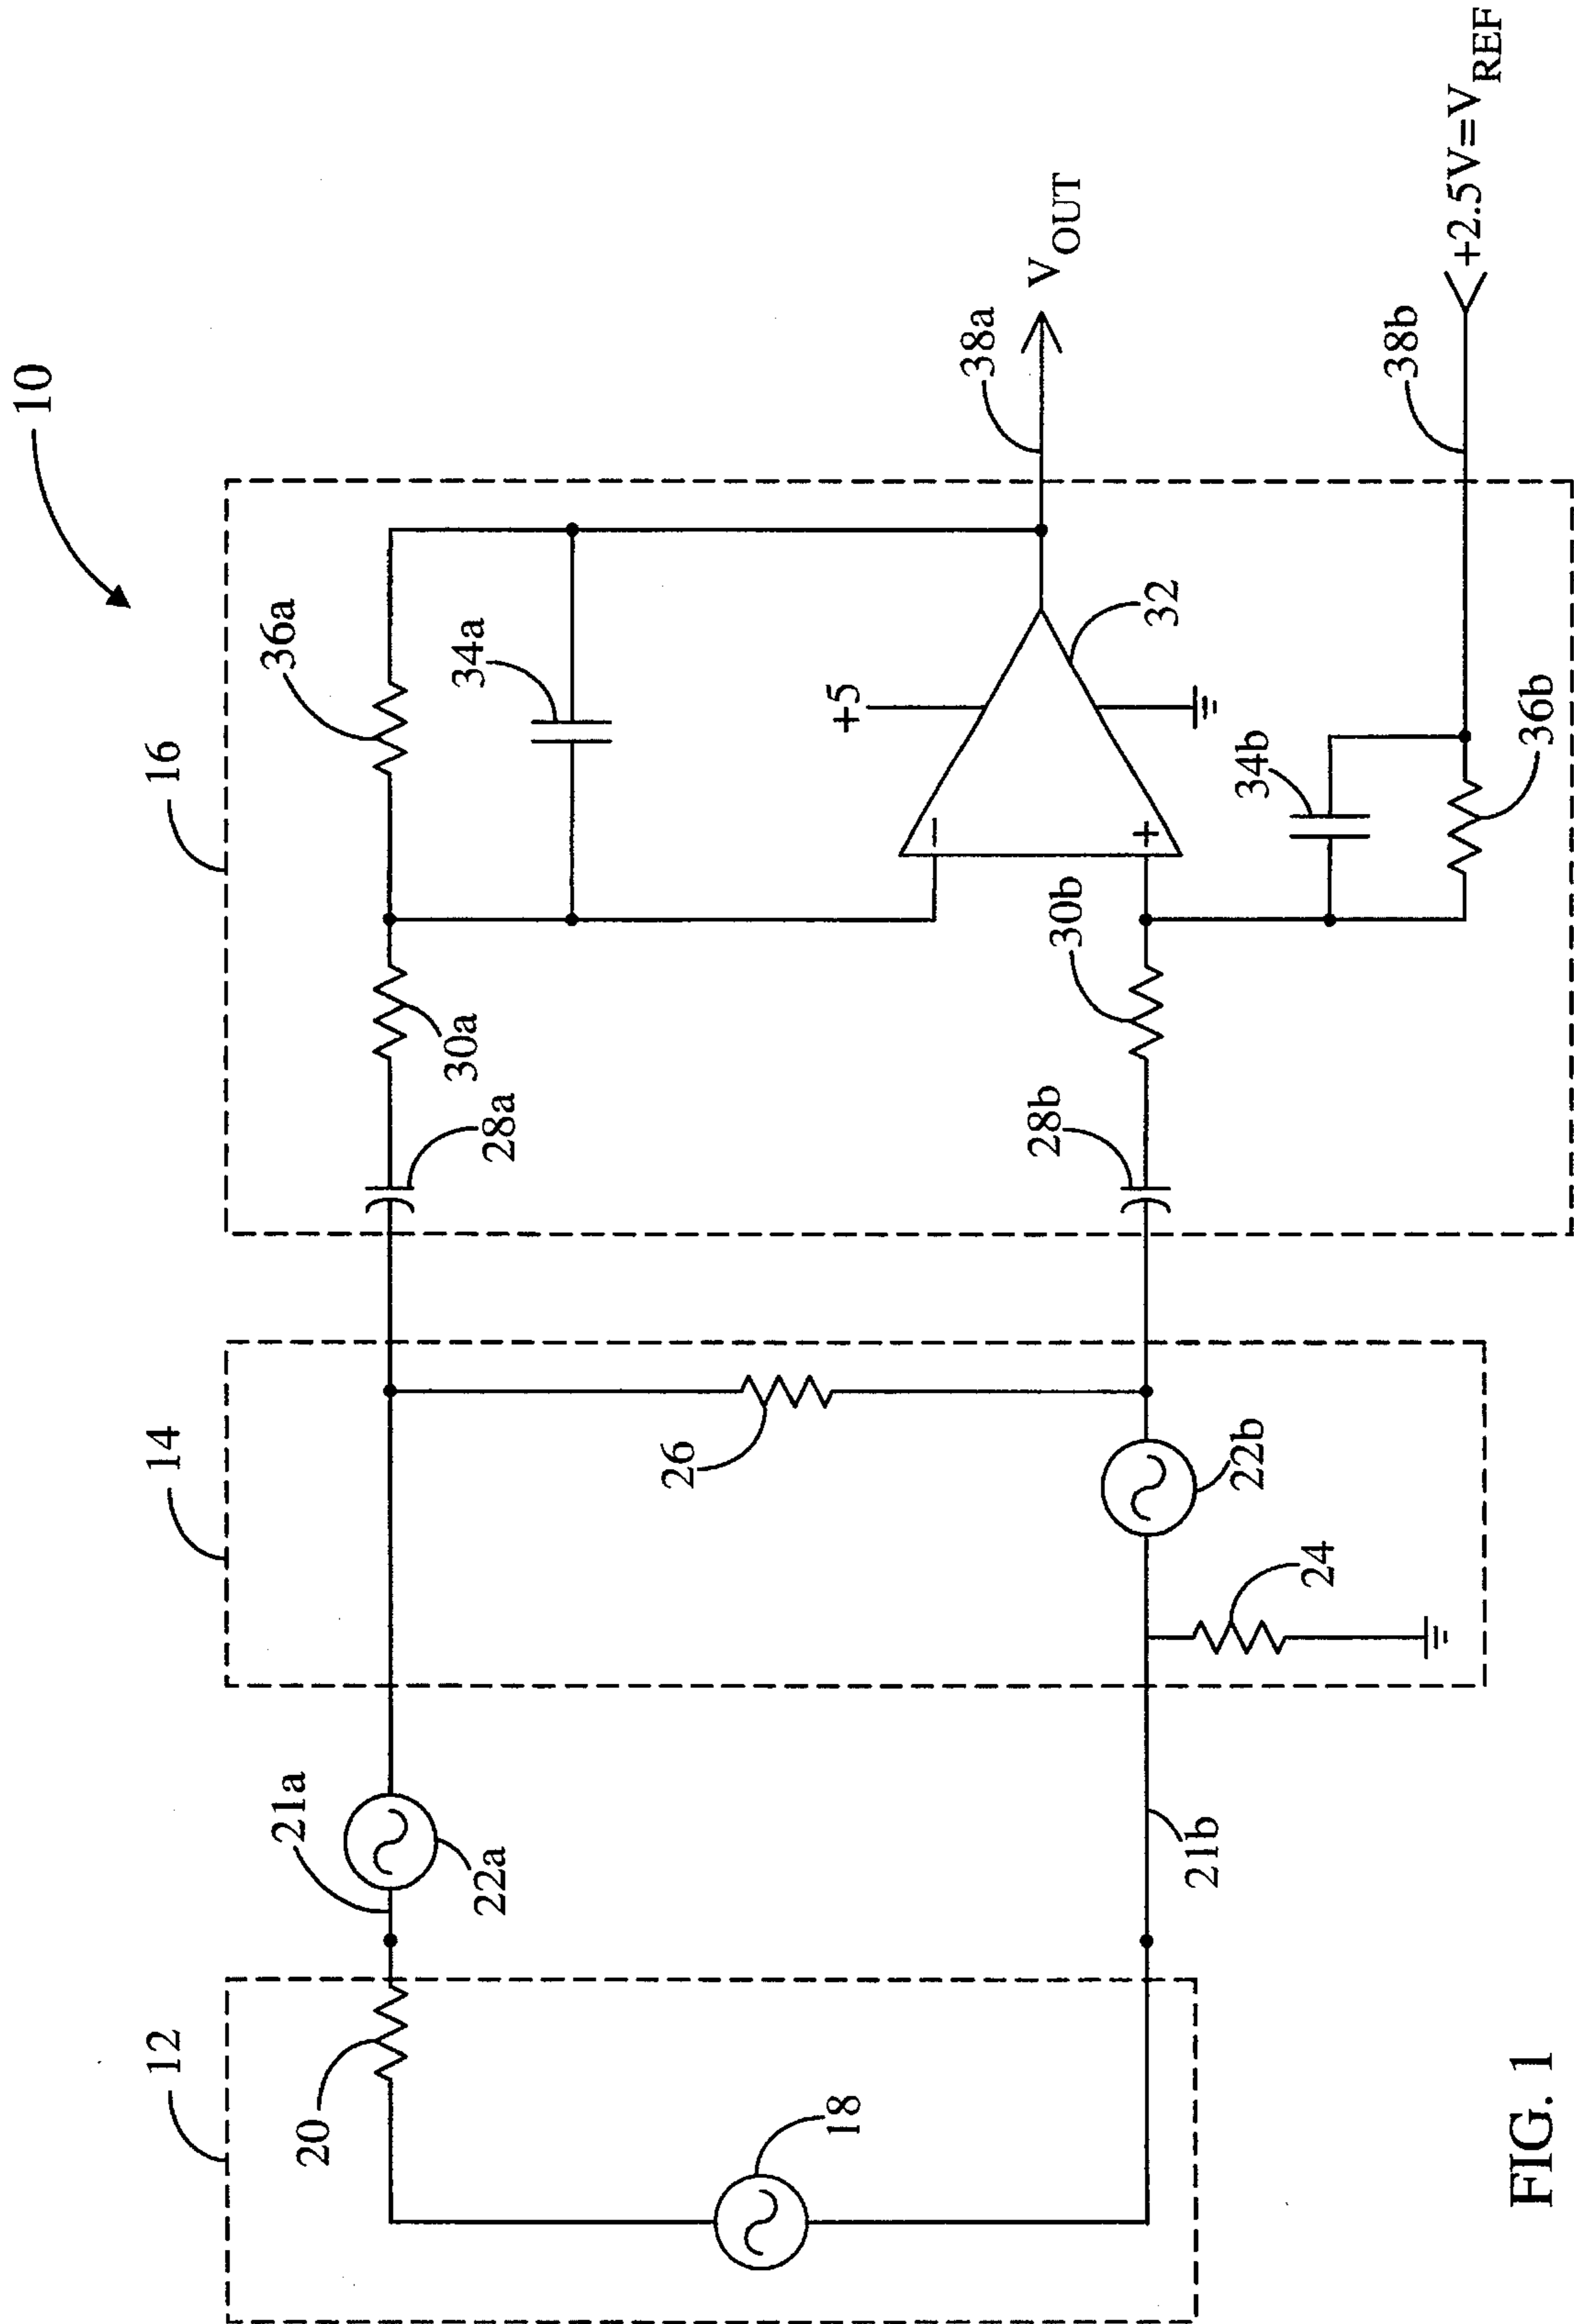 10
16
36a
34a
+5
30a
28a
32
38a
V_OUT
30b
28b
34b
36b
38b
+2.5V=V_REF
14
26
22b
24
12
20
21a
22a
18
21b
−
+
FIG. 1